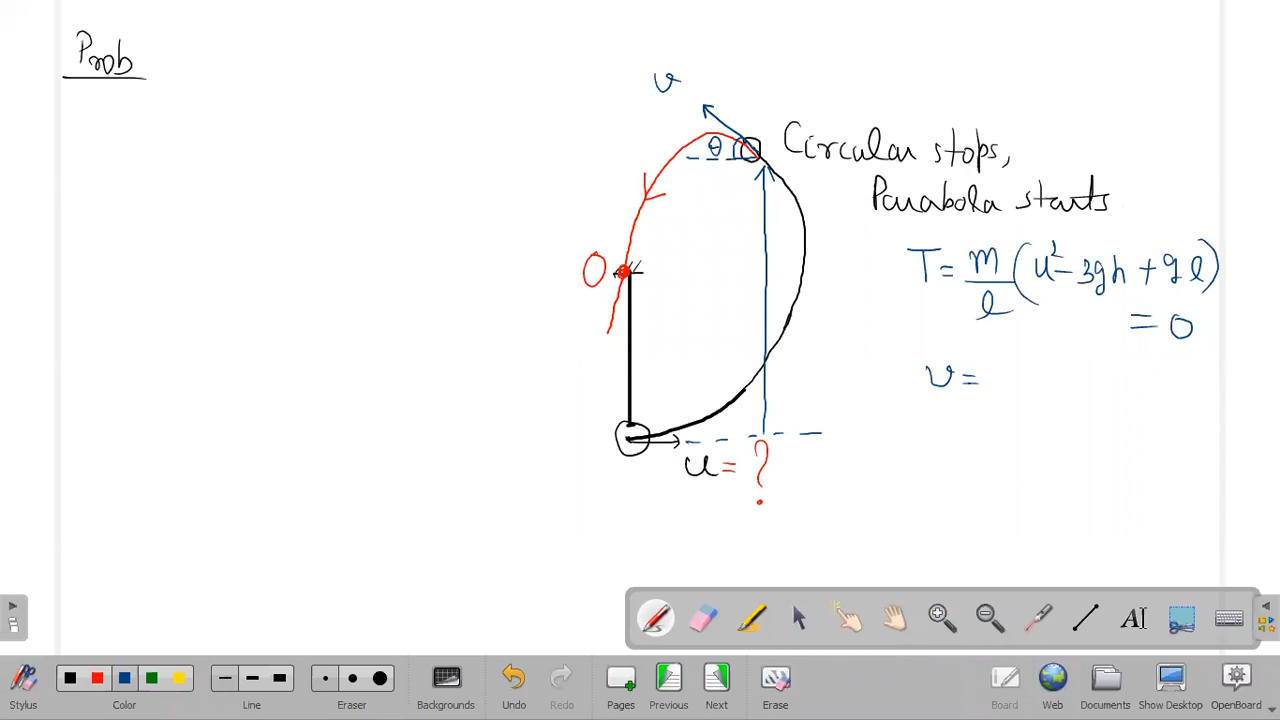 Prob
v
θ
Circular stops,
Parabola starts
T = m/l (u² - 3gh + gl)
= 0
O
v =
u = ?
Stylus
Color
Line
Eraser
Backgrounds
Undo
Redo
Pages
Previous
Next
Erase
Board
Web
Documents
Show Desktop
OpenBoard